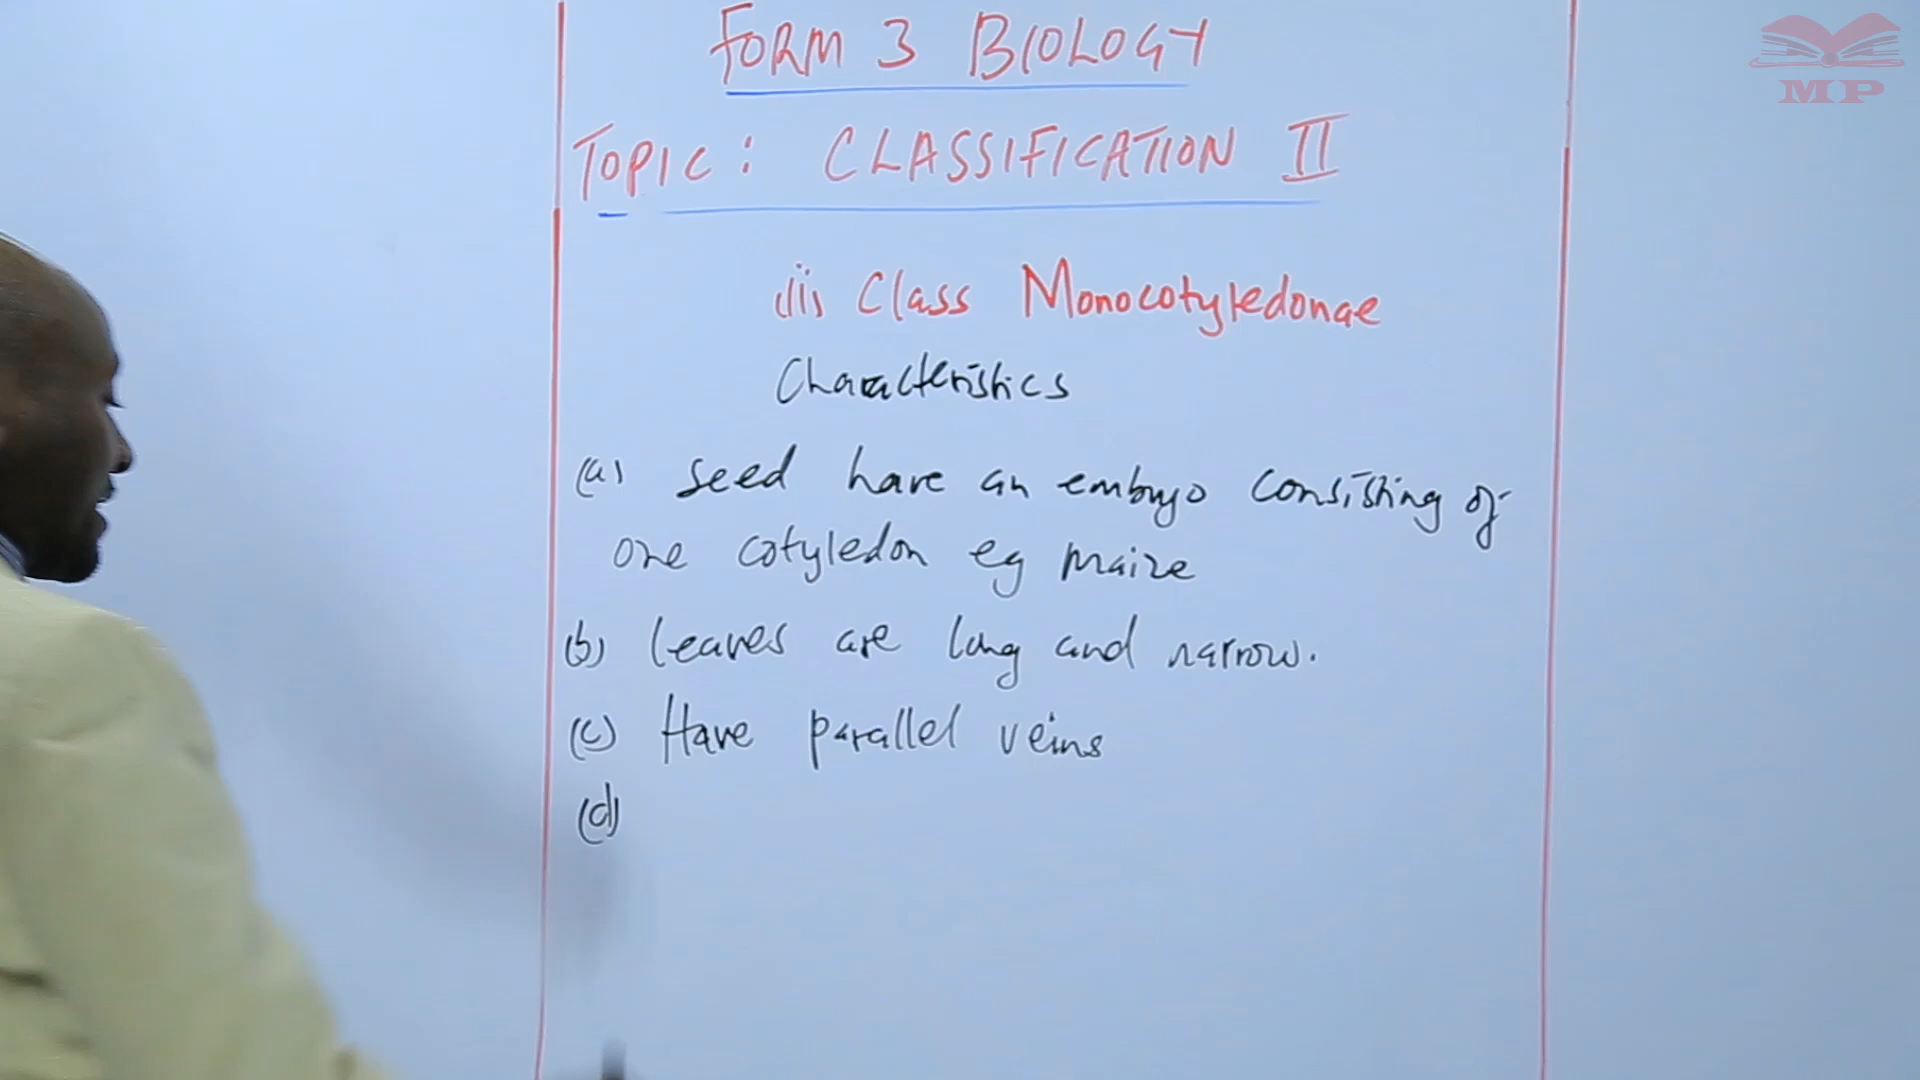 FORM 3 BIOLOGY
MP
TOPIC: CLASSIFICATION II
(ii) Class Monocotyledonae
Characteristics
(a) seed have an embryo consisting of
one cotyledon eg maize
(b) leaves are long and narrow.
(c) Have parallel veins
(d)